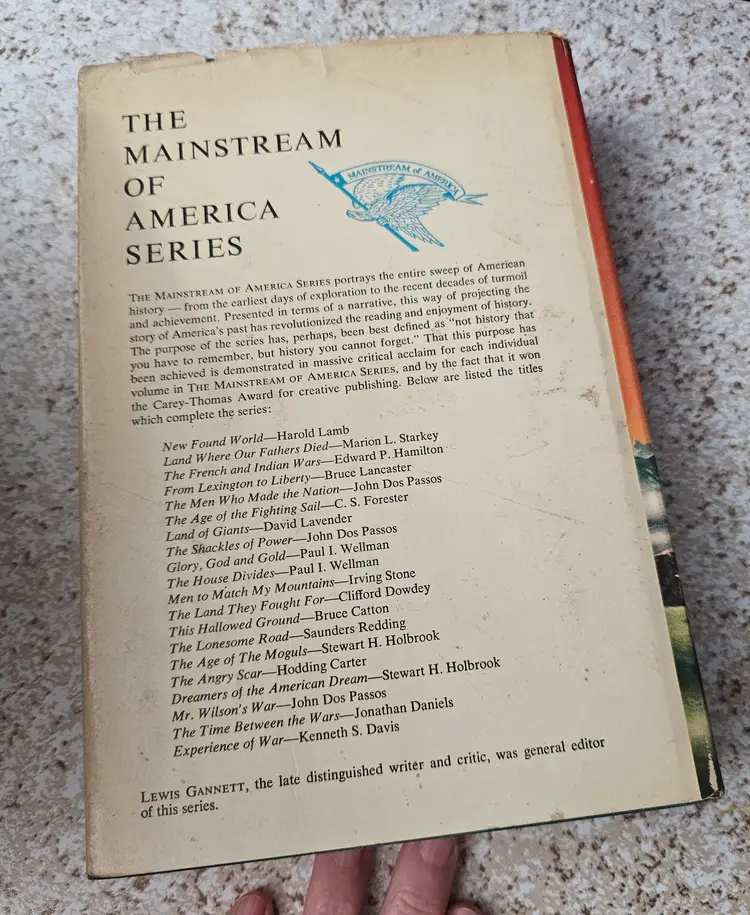 THE
MAINSTREAM
OF
AMERICA
SERIES
MAINSTREAM of AMERICA
THE MAINSTREAM OF AMERICA SERIES portrays the entire sweep of American
history — from the earliest days of exploration to the recent decades of turmoil
and achievement. Presented in terms of a narrative, this way of projecting the
story of America's past has revolutionized the reading and enjoyment of history.
The purpose of the series has, perhaps, been best defined as "not history that
you have to remember, but history you cannot forget." That this purpose has
been achieved is demonstrated in massive critical acclaim for each individual
volume in THE MAINSTREAM OF AMERICA SERIES, and by the fact that it won
the Carey-Thomas Award for creative publishing. Below are listed the titles
which complete the series:
New Found World—Harold Lamb
Land Where Our Fathers Died—Marion L. Starkey
The French and Indian Wars—Edward P. Hamilton
From Lexington to Liberty—Bruce Lancaster
The Men Who Made the Nation—John Dos Passos
The Age of the Fighting Sail—C. S. Forester
Land of Giants—David Lavender
The Shackles of Power—John Dos Passos
Glory, God and Gold—Paul I. Wellman
The House Divides—Paul I. Wellman
Men to Match My Mountains—Irving Stone
The Land They Fought For—Clifford Dowdey
This Hallowed Ground—Bruce Catton
The Lonesome Road—Saunders Redding
The Age of The Moguls—Stewart H. Holbrook
The Angry Scar—Hodding Carter
Dreamers of the American Dream—Stewart H. Holbrook
Mr. Wilson's War—John Dos Passos
The Time Between the Wars—Jonathan Daniels
Experience of War—Kenneth S. Davis
LEWIS GANNETT, the late distinguished writer and critic, was general editor
of this series.